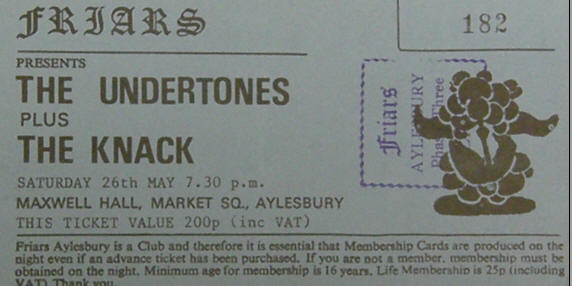 FRIARS
182
PRESENTS
THE UNDERTONES
PLUS
THE KNACK
SATURDAY 26th MAY 7.30 p.m.
MAXWELL HALL, MARKET SQ., AYLESBURY
THIS TICKET VALUE 200p (inc VAT)
Friars
AYLESBURY
Phase Three
Friars Aylesbury is a Club and therefore it is essential that Membership Cards are produced on the
night even if an advance ticket has been purchased. If you are not a member, membership must be
obtained on the night. Minimum age for membership is 16 years. Life Membership is 25p (including
VAT) Thank you.